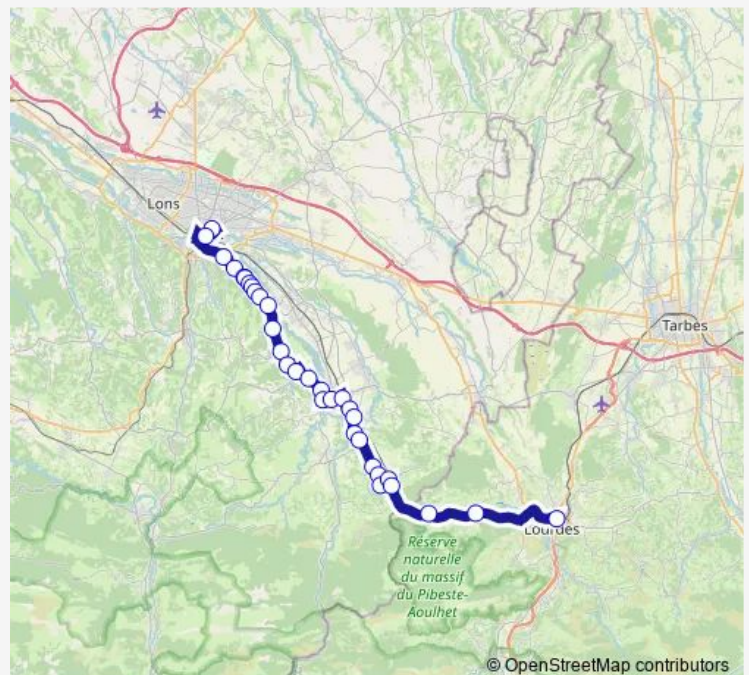 Lons
Tarbes
Lourdes
Réserve
naturelle
du massif
du Pibeste-
Aoulhet
© OpenStreetMap contributors